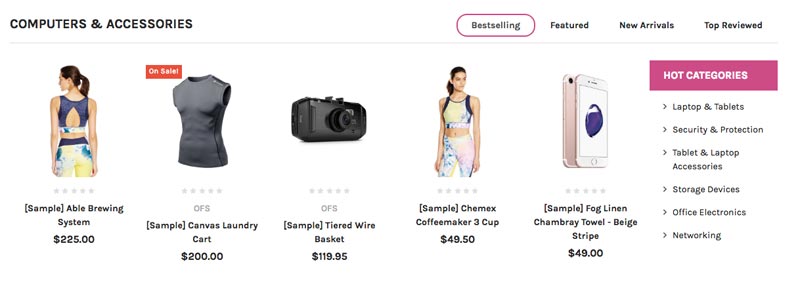 COMPUTERS & ACCESSORIES
Bestselling
Featured
New Arrivals
Top Reviewed
On Sale!
[Sample] Able Brewing
System
$225.00
OFS
[Sample] Canvas Laundry
Cart
$200.00
OFS
[Sample] Tiered Wire
Basket
$119.95
[Sample] Chemex
Coffeemaker 3 Cup
$49.50
[Sample] Fog Linen
Chambray Towel - Beige
Stripe
$49.00
HOT CATEGORIES
Laptop & Tablets
Security & Protection
Tablet & Laptop
Accessories
Storage Devices
Office Electronics
Networking